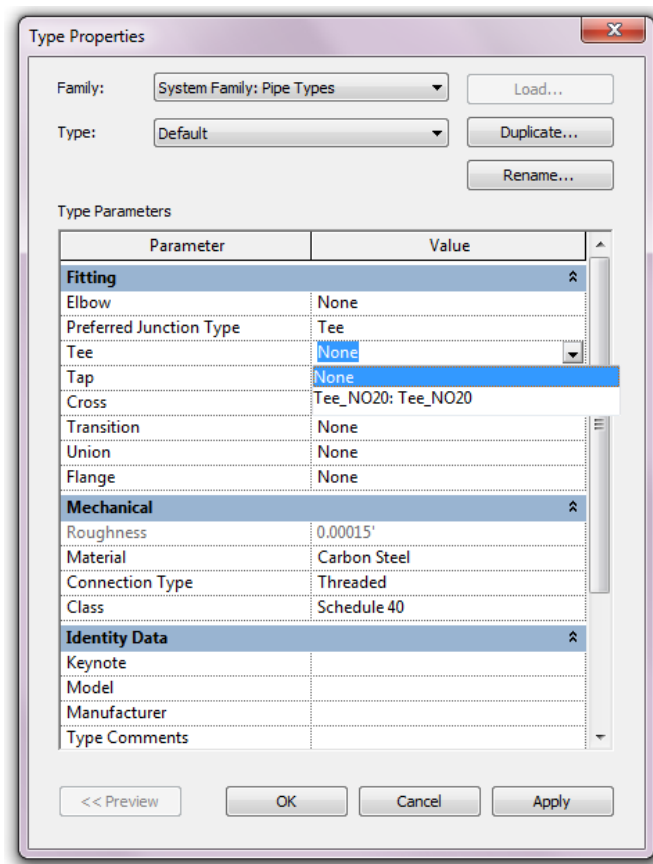 Type Properties
Family: System Family: Pipe Types Load...
Type: Default Duplicate...
Rename...
Type Parameters
Parameter Value
Fitting
Elbow None
Preferred Junction Type Tee
Tee None
Tap None
Cross Tee_NO20: Tee_NO20
Transition None
Union None
Flange None
Mechanical
Roughness 0.00015'
Material Carbon Steel
Connection Type Threaded
Class Schedule 40
Identity Data
Keynote
Model
Manufacturer
Type Comments
<< Preview OK Cancel Apply